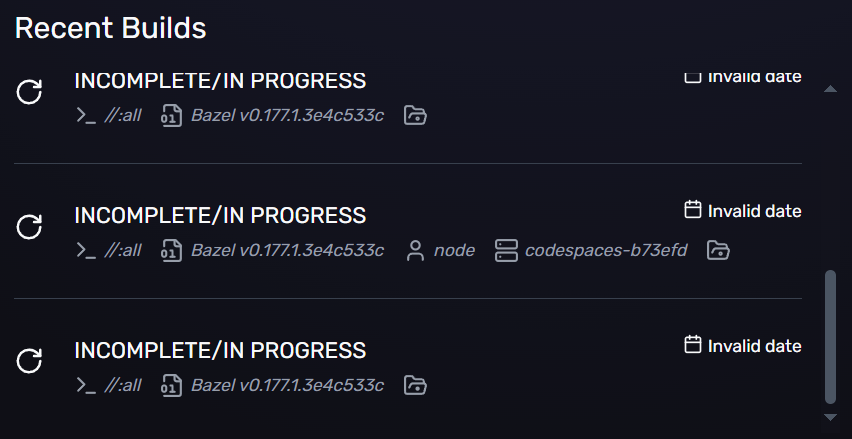 Recent Builds
INCOMPLETE/IN PROGRESS
Invalid date
//:all Bazel v0.177.1.3e4c533c
INCOMPLETE/IN PROGRESS
Invalid date
//:all Bazel v0.177.1.3e4c533c node codespaces-b73efd
INCOMPLETE/IN PROGRESS
Invalid date
//:all Bazel v0.177.1.3e4c533c